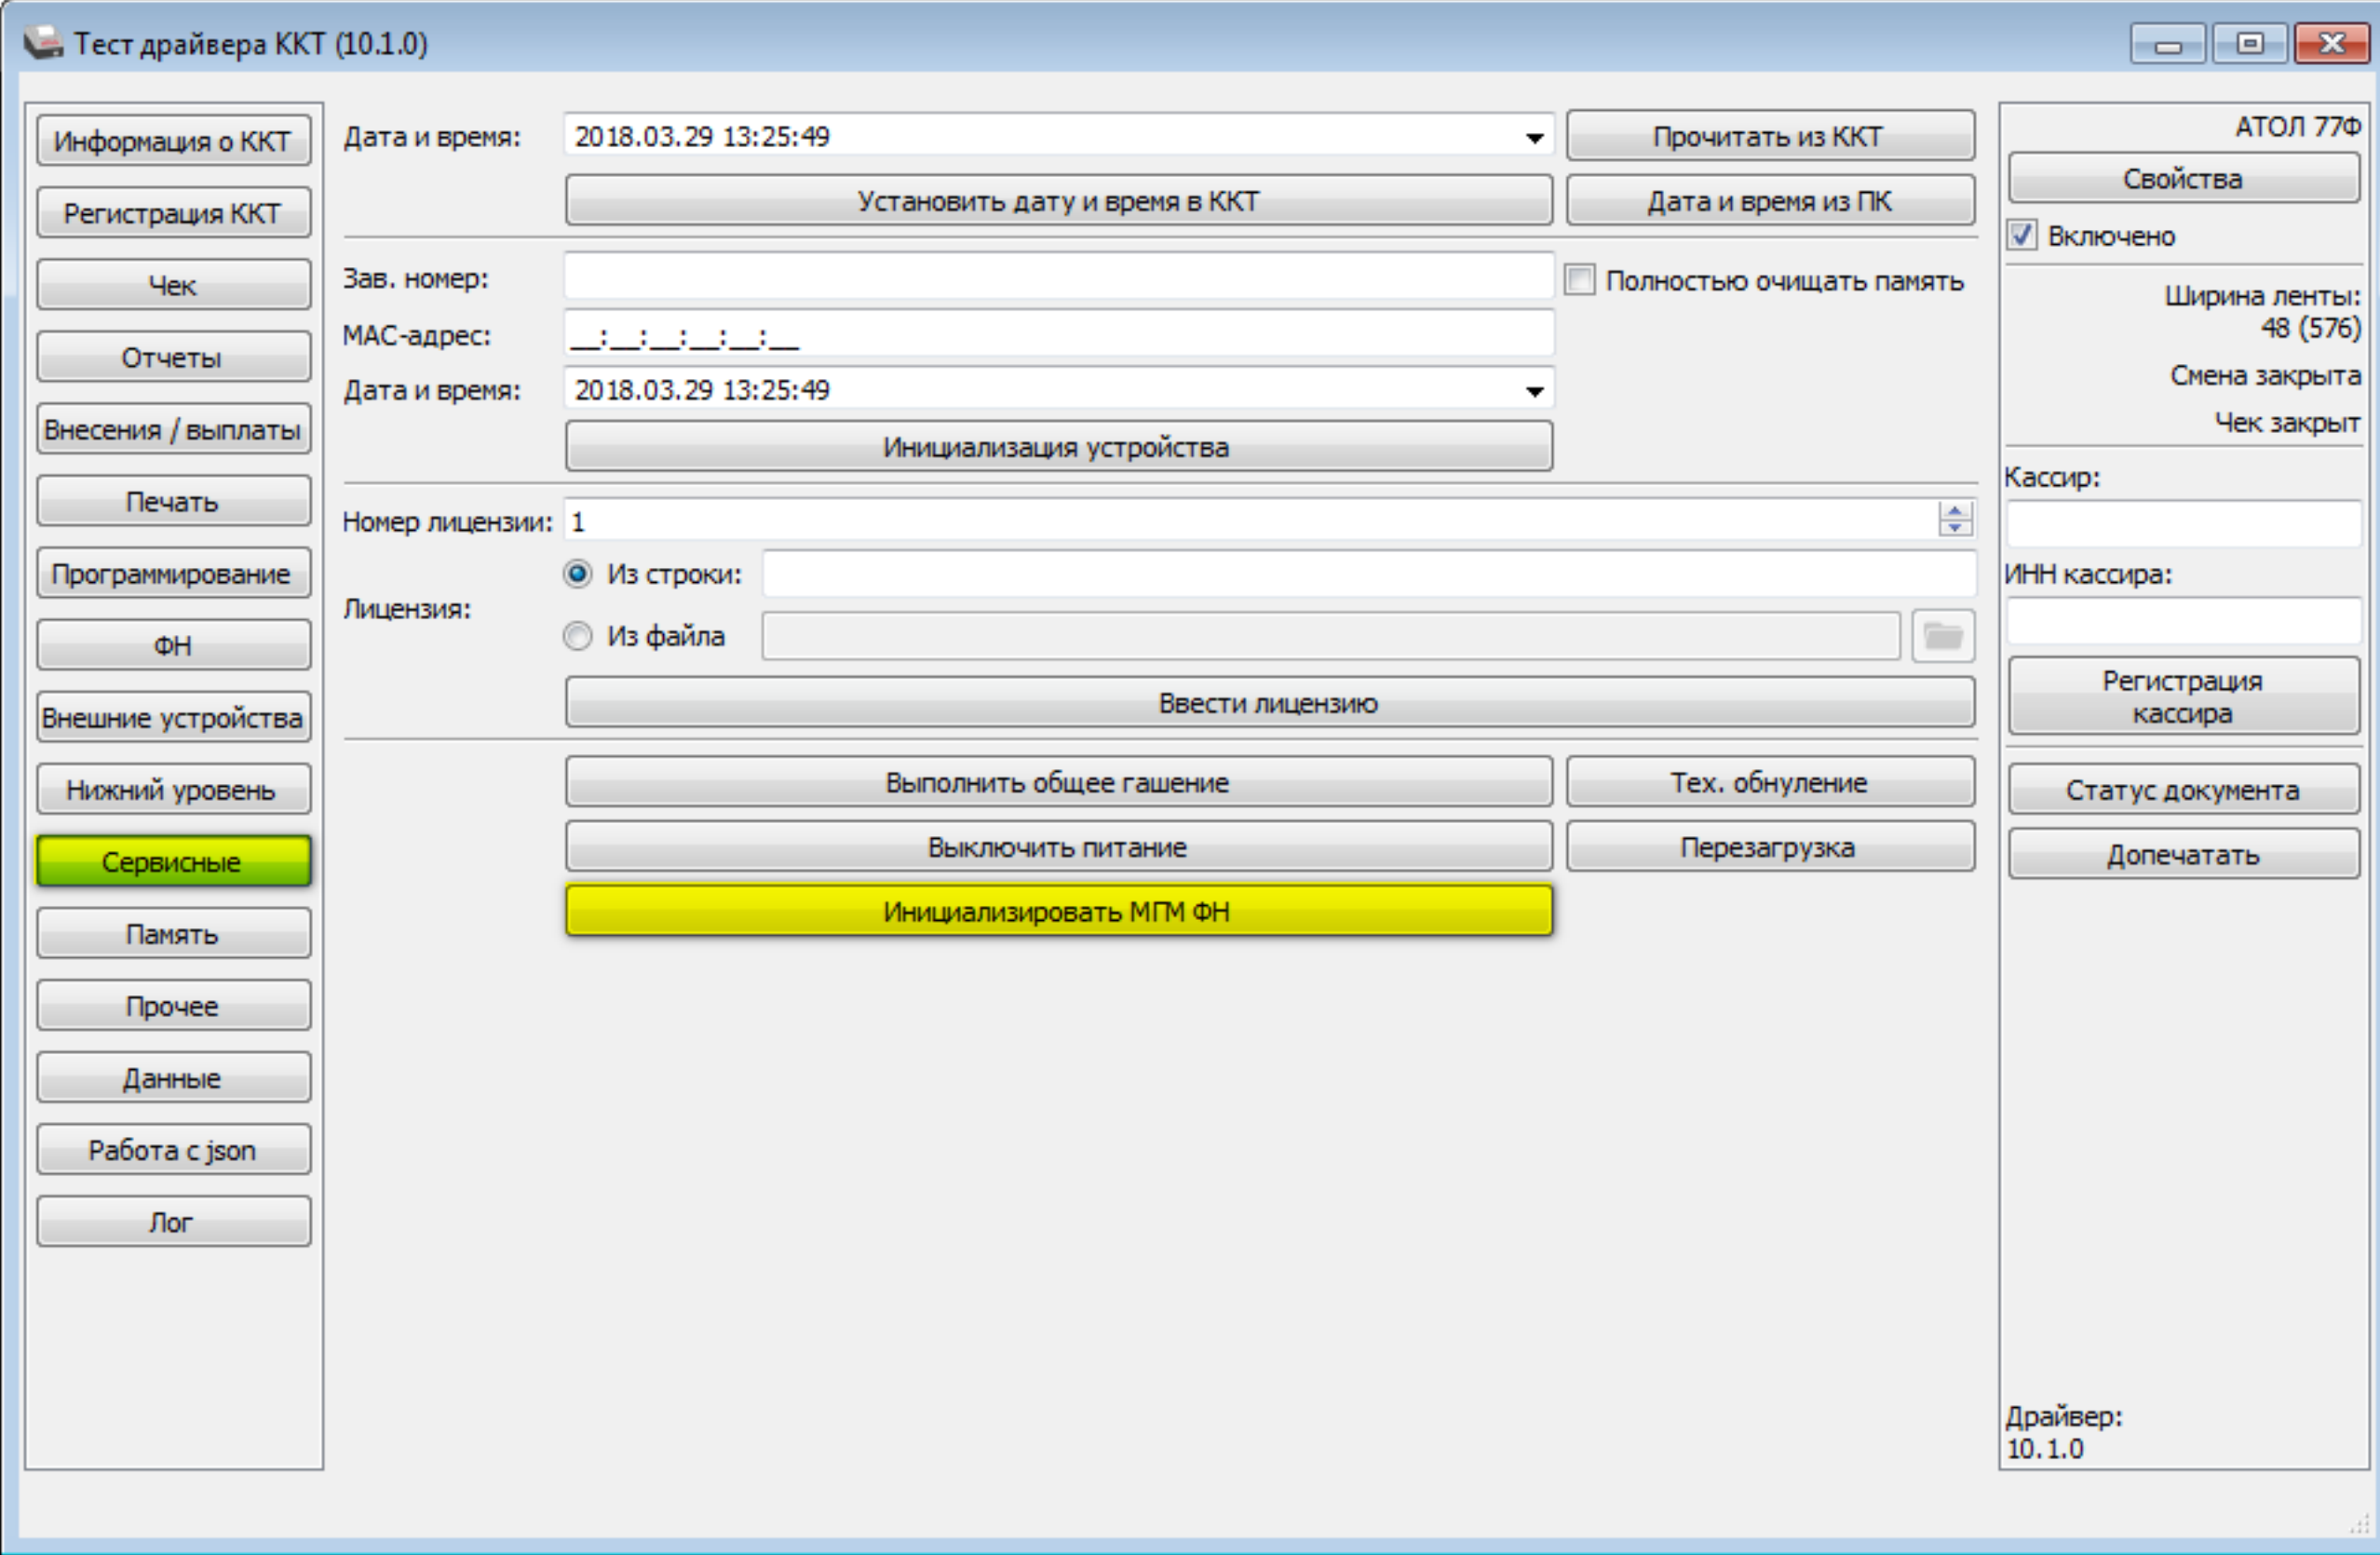 Тест драйвера ККТ (10.1.0)
Информация о ККТ
Регистрация ККТ
Чек
Отчеты
Внесения / выплаты
Печать
Программирование
ФН
Внешние устройства
Нижний уровень
Сервисные
Память
Прочее
Данные
Работа с json
Лог
Дата и время: 2018.03.29 13:25:49 Прочитать из ККТ
Установить дату и время в ККТ Дата и время из ПК
Зав. номер: Полностью очищать память
MAC-адрес: __:__:__:__:__:__
Дата и время: 2018.03.29 13:25:49
Инициализация устройства
Номер лицензии: 1
Из строки:
Лицензия:
Из файла
Ввести лицензию
Выполнить общее гашение Тех. обнуление
Выключить питание Перезагрузка
Инициализировать МГМ ФН
АТОЛ 77Ф
Свойства
Включено
Ширина ленты:
48 (576)
Смена закрыта
Чек закрыт
Кассир:
ИНН кассира:
Регистрация
кассира
Статус документа
Допечатать
Драйвер:
10.1.0